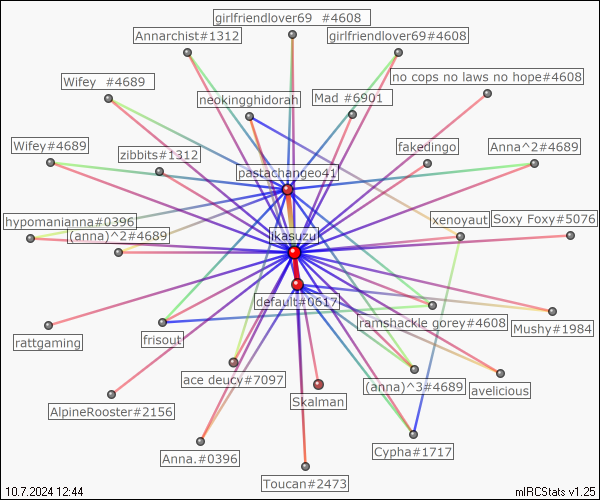 girlfriendlover69 #4608
Annarchist#1312
girlfriendlover69#4608
no cops no laws no hope#4608
Wifey #4689
neokingghidorah
Mad #6901
Wifey#4689
zibbits#1312
fakedingo
Anna^2#4689
pastachangeo41
hypomanianna#0396
(anna)^2#4689
likasuzu
xenoyaut
Soxy Foxy#5076
default#0617
ramshackle gorey#4608
Mushy#1984
rattgaming
frisout
ace deucy#7097
(anna)^3#4689
avelicious
AlpineRooster#2156
Skalman
Anna.#0396
Cypha#1717
Toucan#2473
10.7.2024 12:44
mIRCStats v1.25